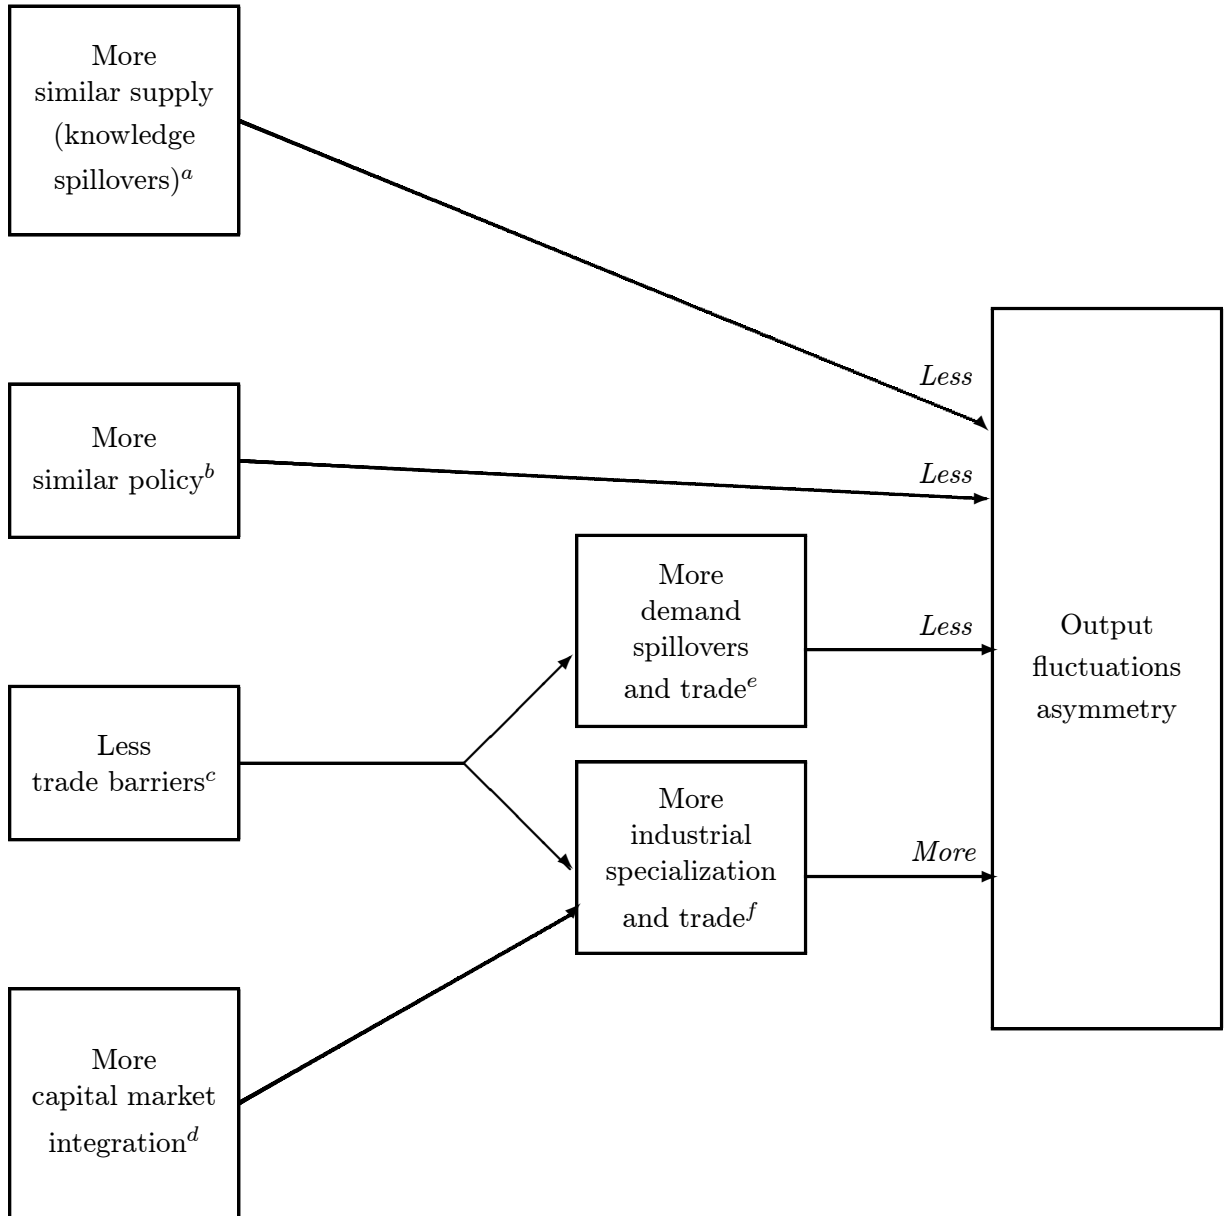 More
similar supply
(knowledge
spillovers)ᵃ
Less
More
similar policyᵇ
Less
More
demand
spillovers
and tradeᵉ
Less
Output
fluctuations
asymmetry
Less
trade barriersᶜ
More
industrial
specialization
and tradeᶠ
More
More
capital market
integrationᵈ